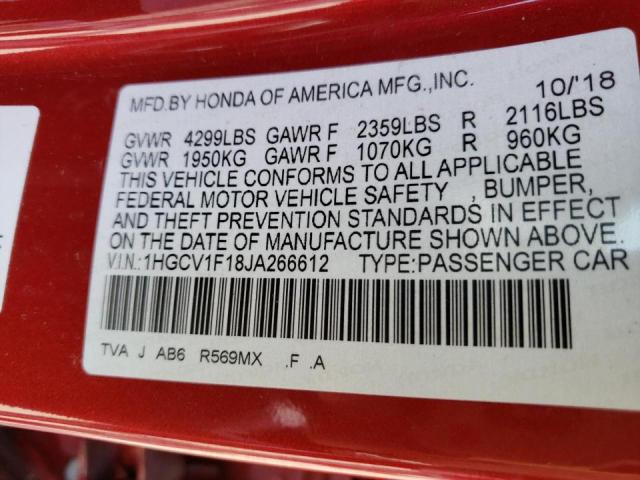 MFD.BY HONDA OF AMERICA MFG.,INC. 10/'18
GVWR 4299LBS GAWR F 2359LBS R 2116LBS
GVWR 1950KG GAWR F 1070KG R 960KG
THIS VEHICLE CONFORMS TO ALL APPLICABLE
FEDERAL MOTOR VEHICLE SAFETY , BUMPER,
AND THEFT PREVENTION STANDARDS IN EFFECT
ON THE DATE OF MANUFACTURE SHOWN ABOVE.
V.I.N.:1HGCV1F18JA266612 TYPE:PASSENGER CAR
TVA J AB6 R569MX .F .A